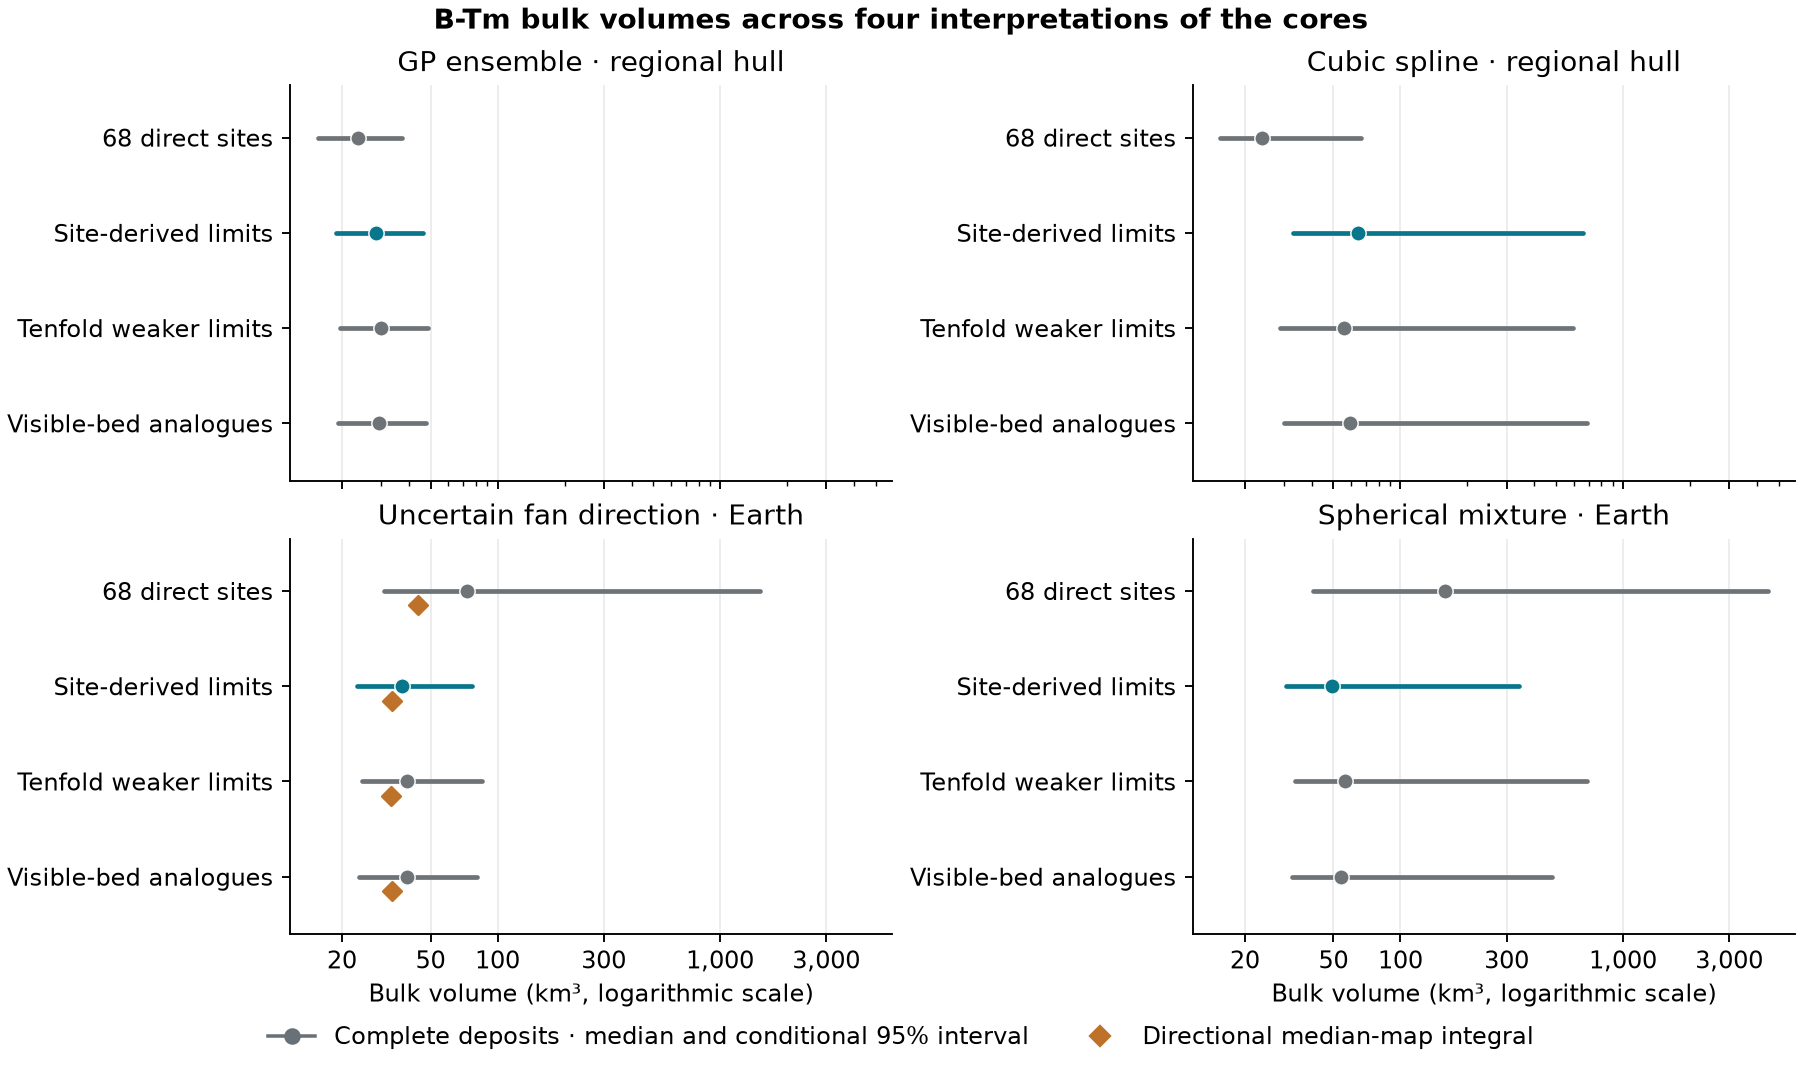 B-Tm bulk volumes across four interpretations of the cores
GP ensemble · regional hull
68 direct sites
Site-derived limits
Tenfold weaker limits
Visible-bed analogues
Cubic spline · regional hull
68 direct sites
Site-derived limits
Tenfold weaker limits
Visible-bed analogues
Uncertain fan direction · Earth
68 direct sites
Site-derived limits
Tenfold weaker limits
Visible-bed analogues
20 50 100 300 1,000 3,000
Bulk volume (km³, logarithmic scale)
Spherical mixture · Earth
68 direct sites
Site-derived limits
Tenfold weaker limits
Visible-bed analogues
20 50 100 300 1,000 3,000
Bulk volume (km³, logarithmic scale)
Complete deposits · median and conditional 95% interval
Directional median-map integral